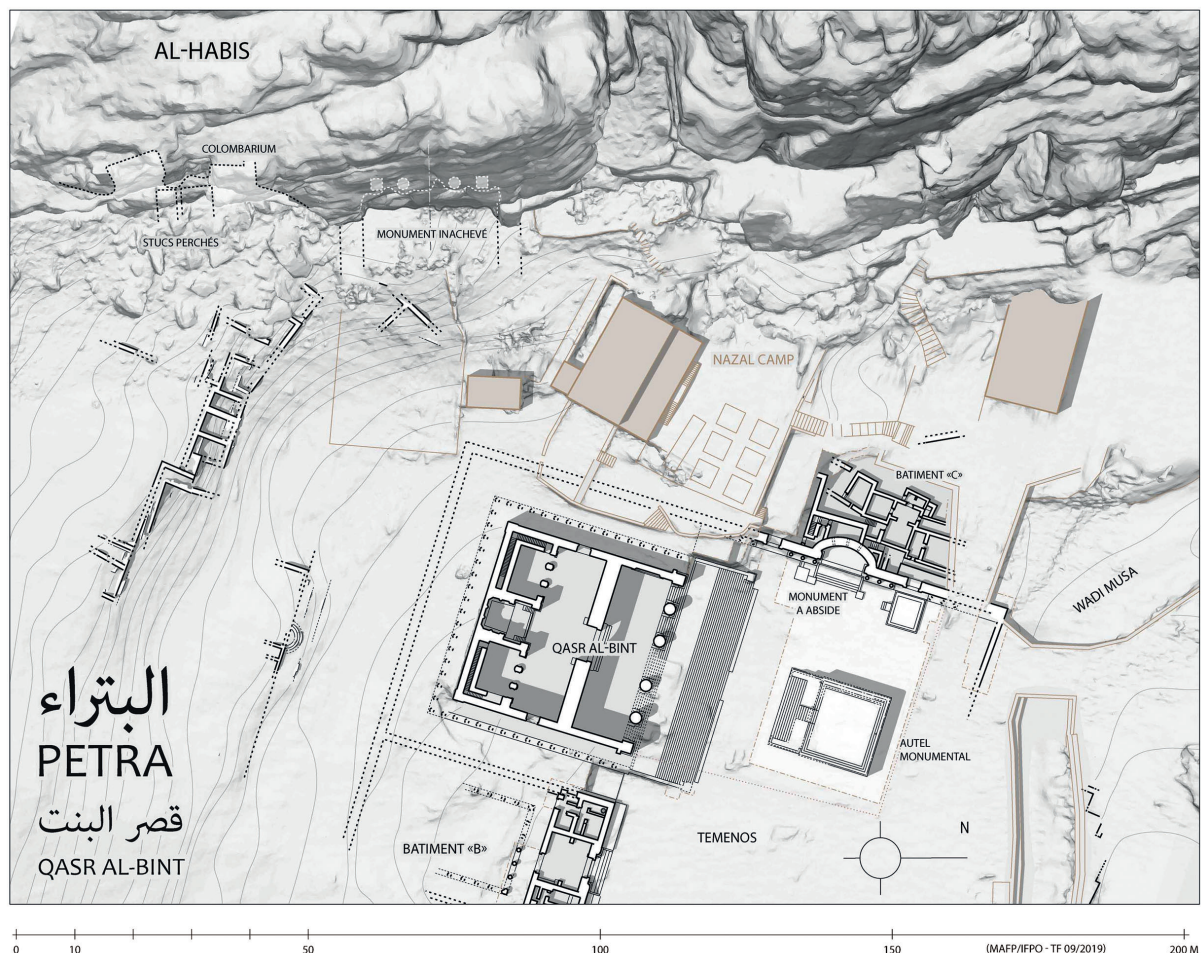 AL-HABIS
COLOMBARIUM
STUCS PERCHÉS
MONUMENT INACHEVÉ
NAZAL CAMP
BATIMENT «C»
MONUMENT
A ABSIDE
WADI MUSA
QASR AL-BINT
البتراء
PETRA
قصر البنت
QASR AL-BINT
AUTEL
MONUMENTAL
BATIMENT «B»
TEMENOS
N
0 10 50 100 150 (MAFP/IFPO - TF 09/2019) 200 M